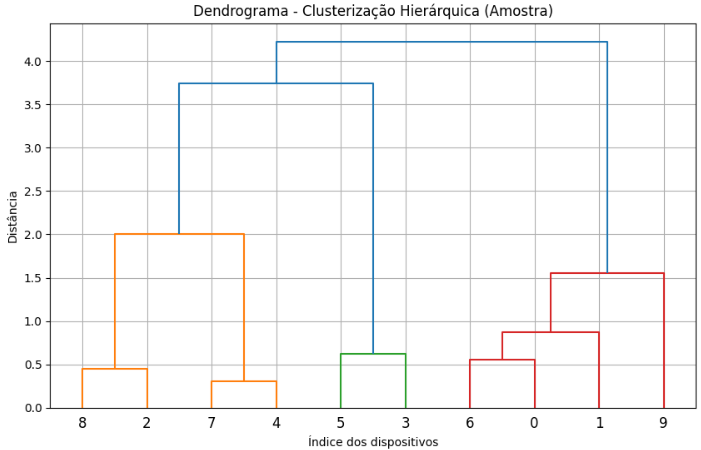 Dendrograma - Clusterização Hierárquica (Amostra)
Distância
4.0
3.5
3.0
2.5
2.0
1.5
1.0
0.5
0.0
8 2 7 4 5 3 6 0 1 9
Índice dos dispositivos